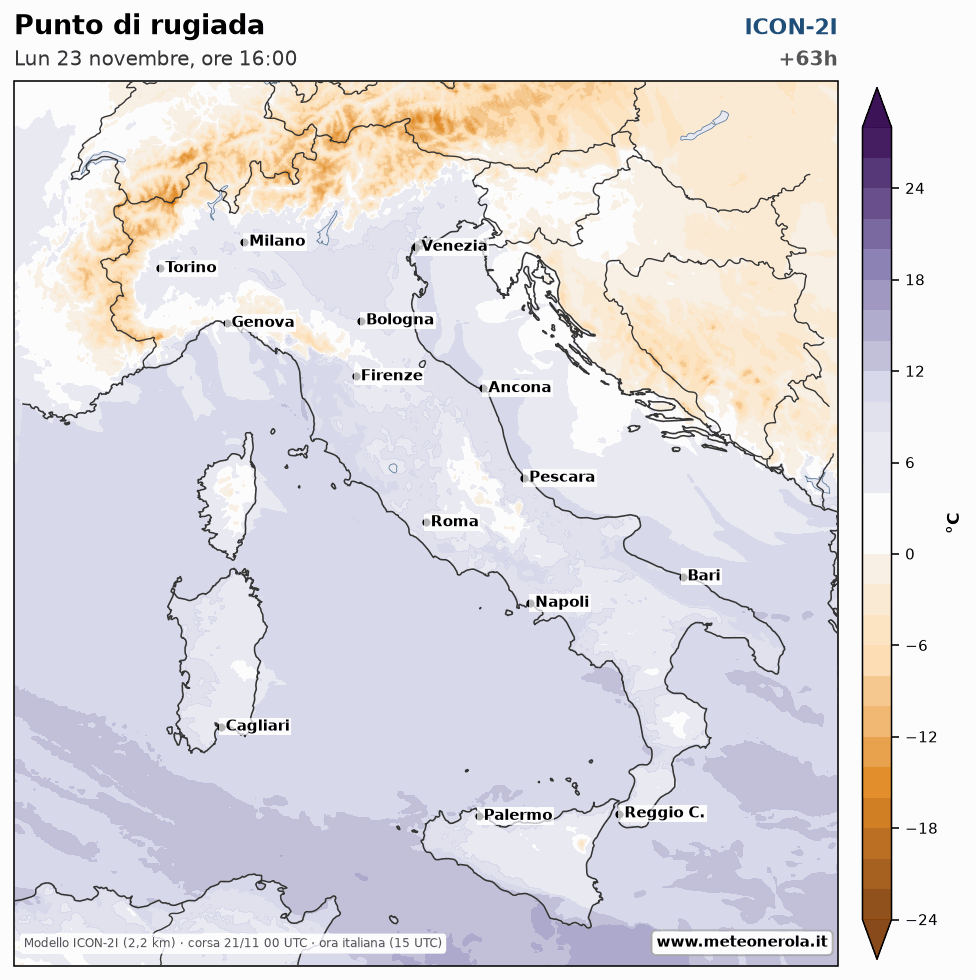 Punto di rugiada
ICON-2I
Lun 23 novembre, ore 16:00
+63h
Milano
Venezia
Torino
Genova
Bologna
Firenze
Ancona
Pescara
Roma
Bari
Napoli
Cagliari
Palermo
Reggio C.
24
18
12
6
0
−6
−12
−18
−24
°C
Modello ICON-2I (2,2 km) · corsa 21/11 00 UTC · ora italiana (15 UTC)
www.meteonerola.it